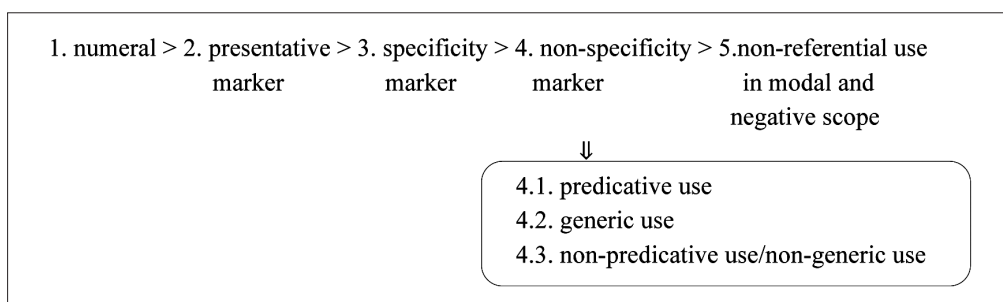 1. numeral > 2. presentative > 3. specificity > 4. non-specificity > 5.non-referential use
marker marker marker in modal and
negative scope
⇓
4.1. predicative use
4.2. generic use
4.3. non-predicative use/non-generic use